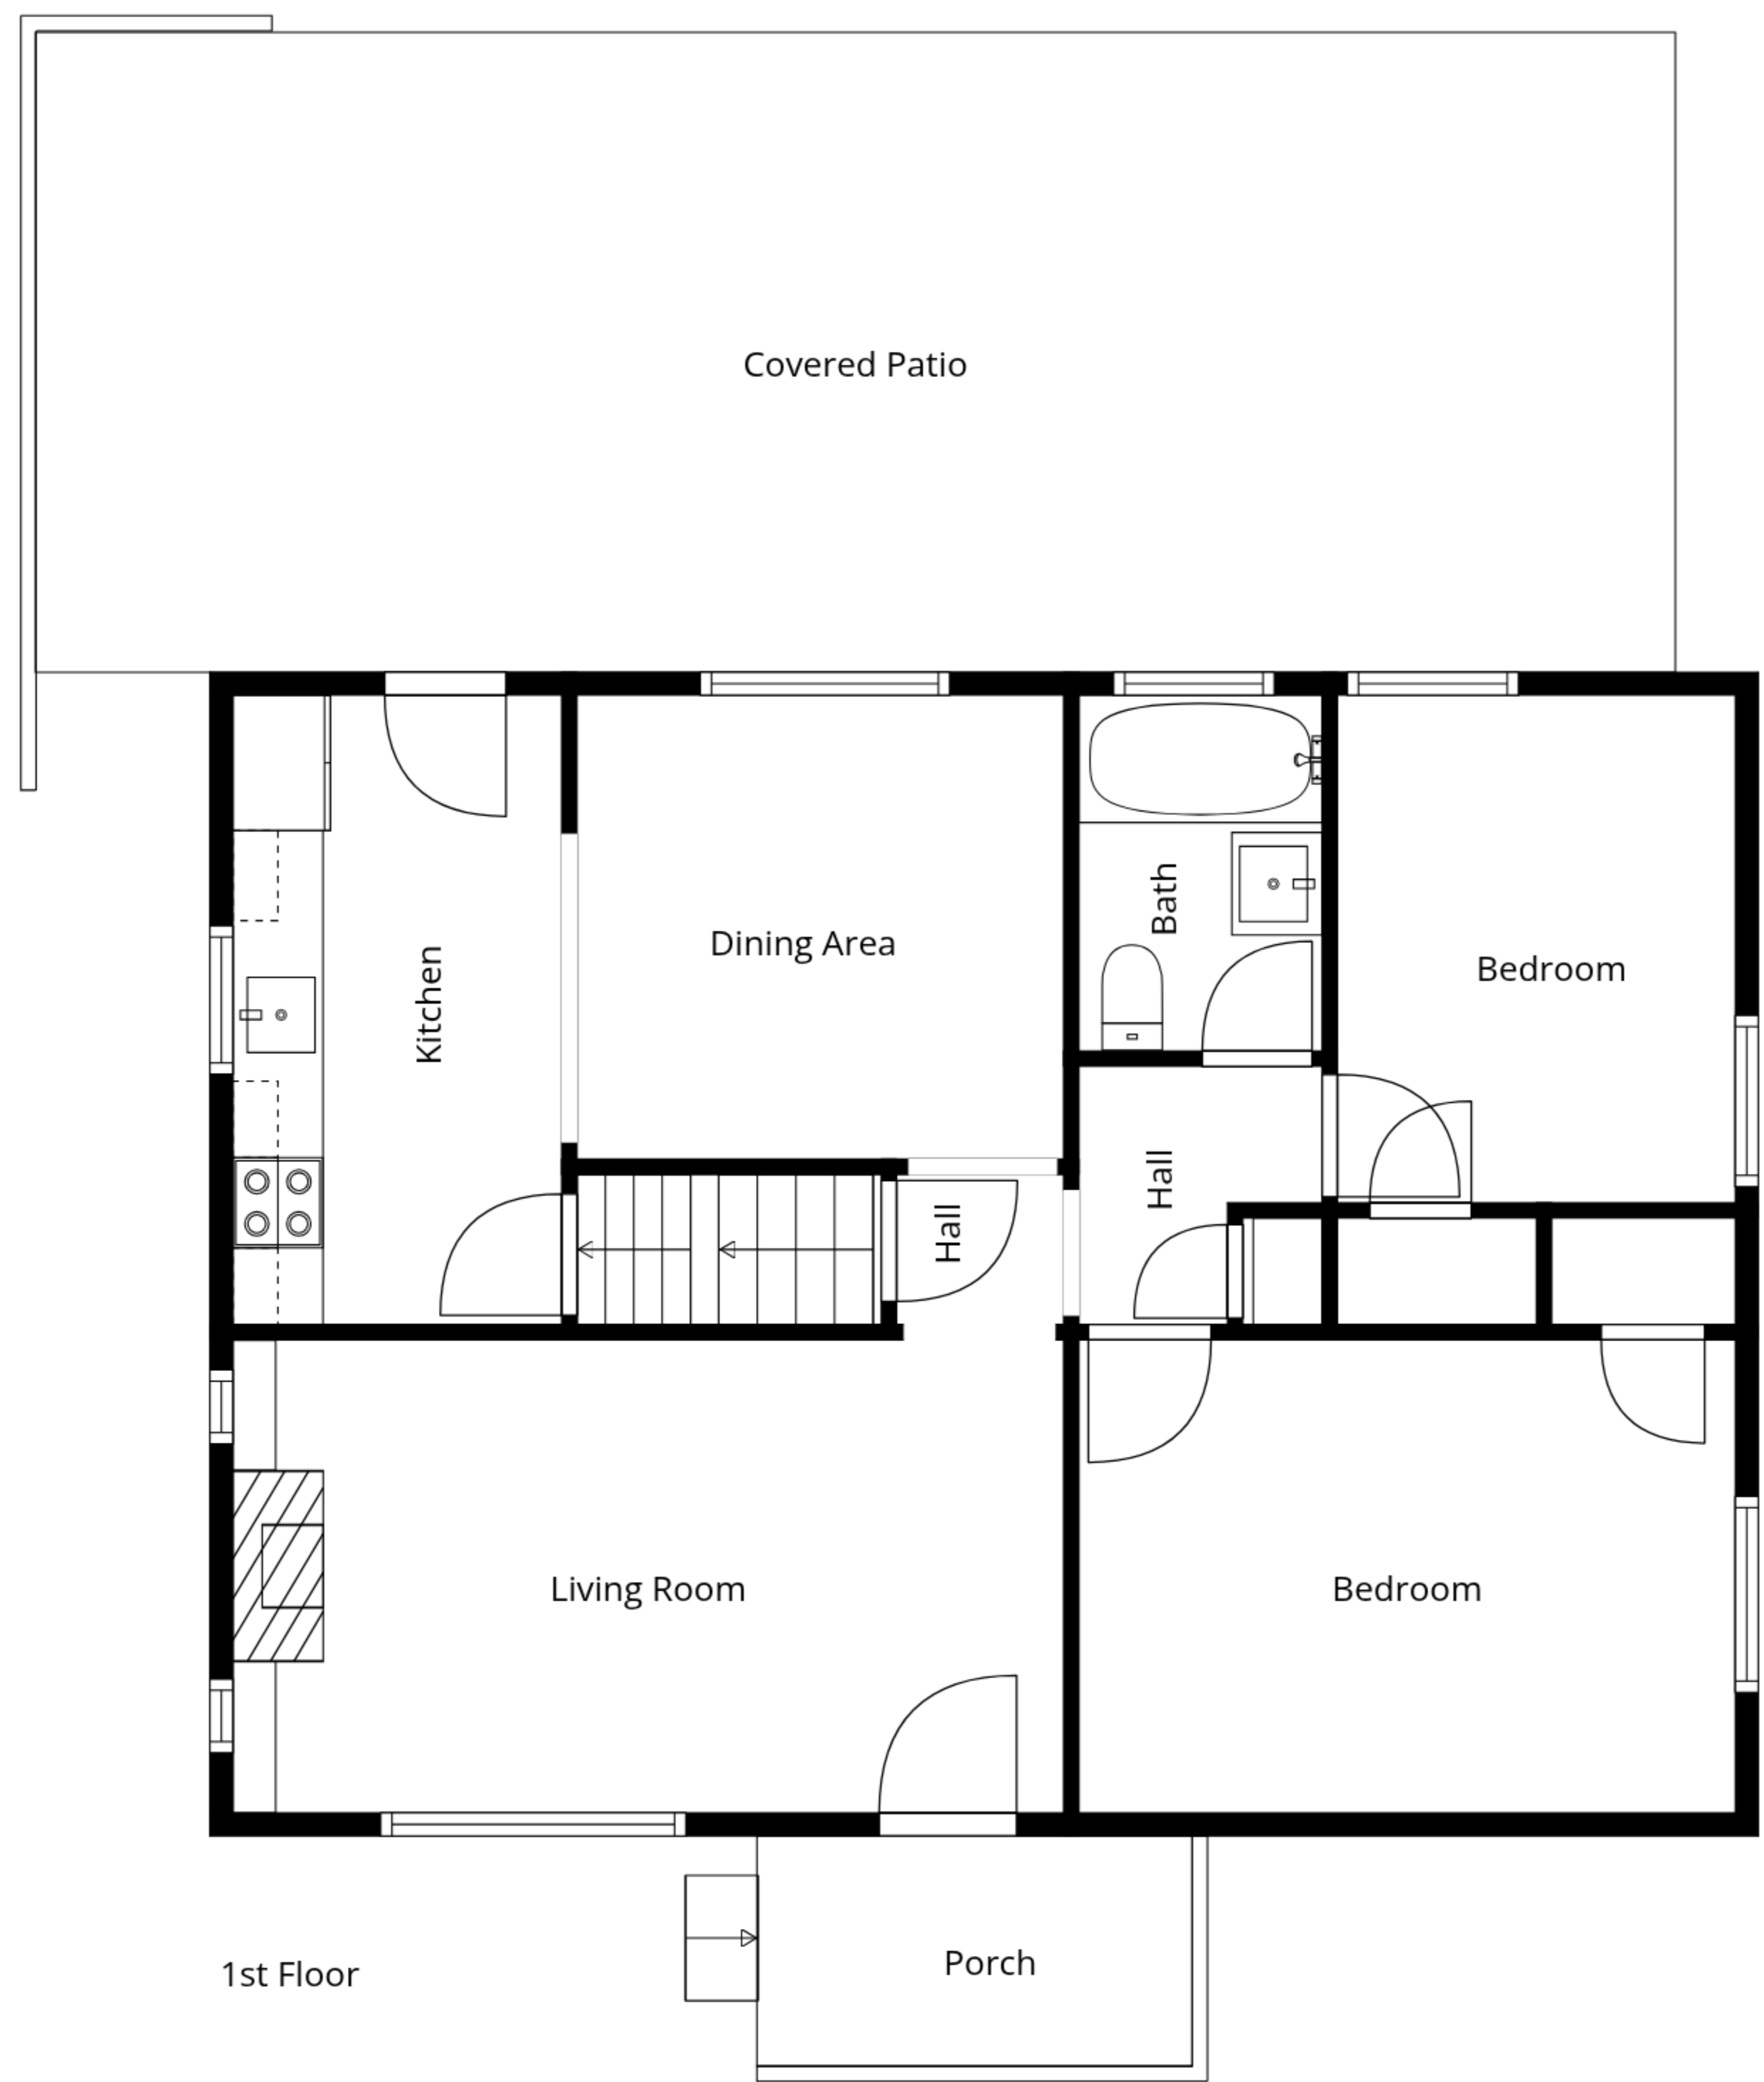 Covered Patio
Kitchen
Dining Area
Bath
Bedroom
Hall
Hall
Living Room
Bedroom
1st Floor
Porch